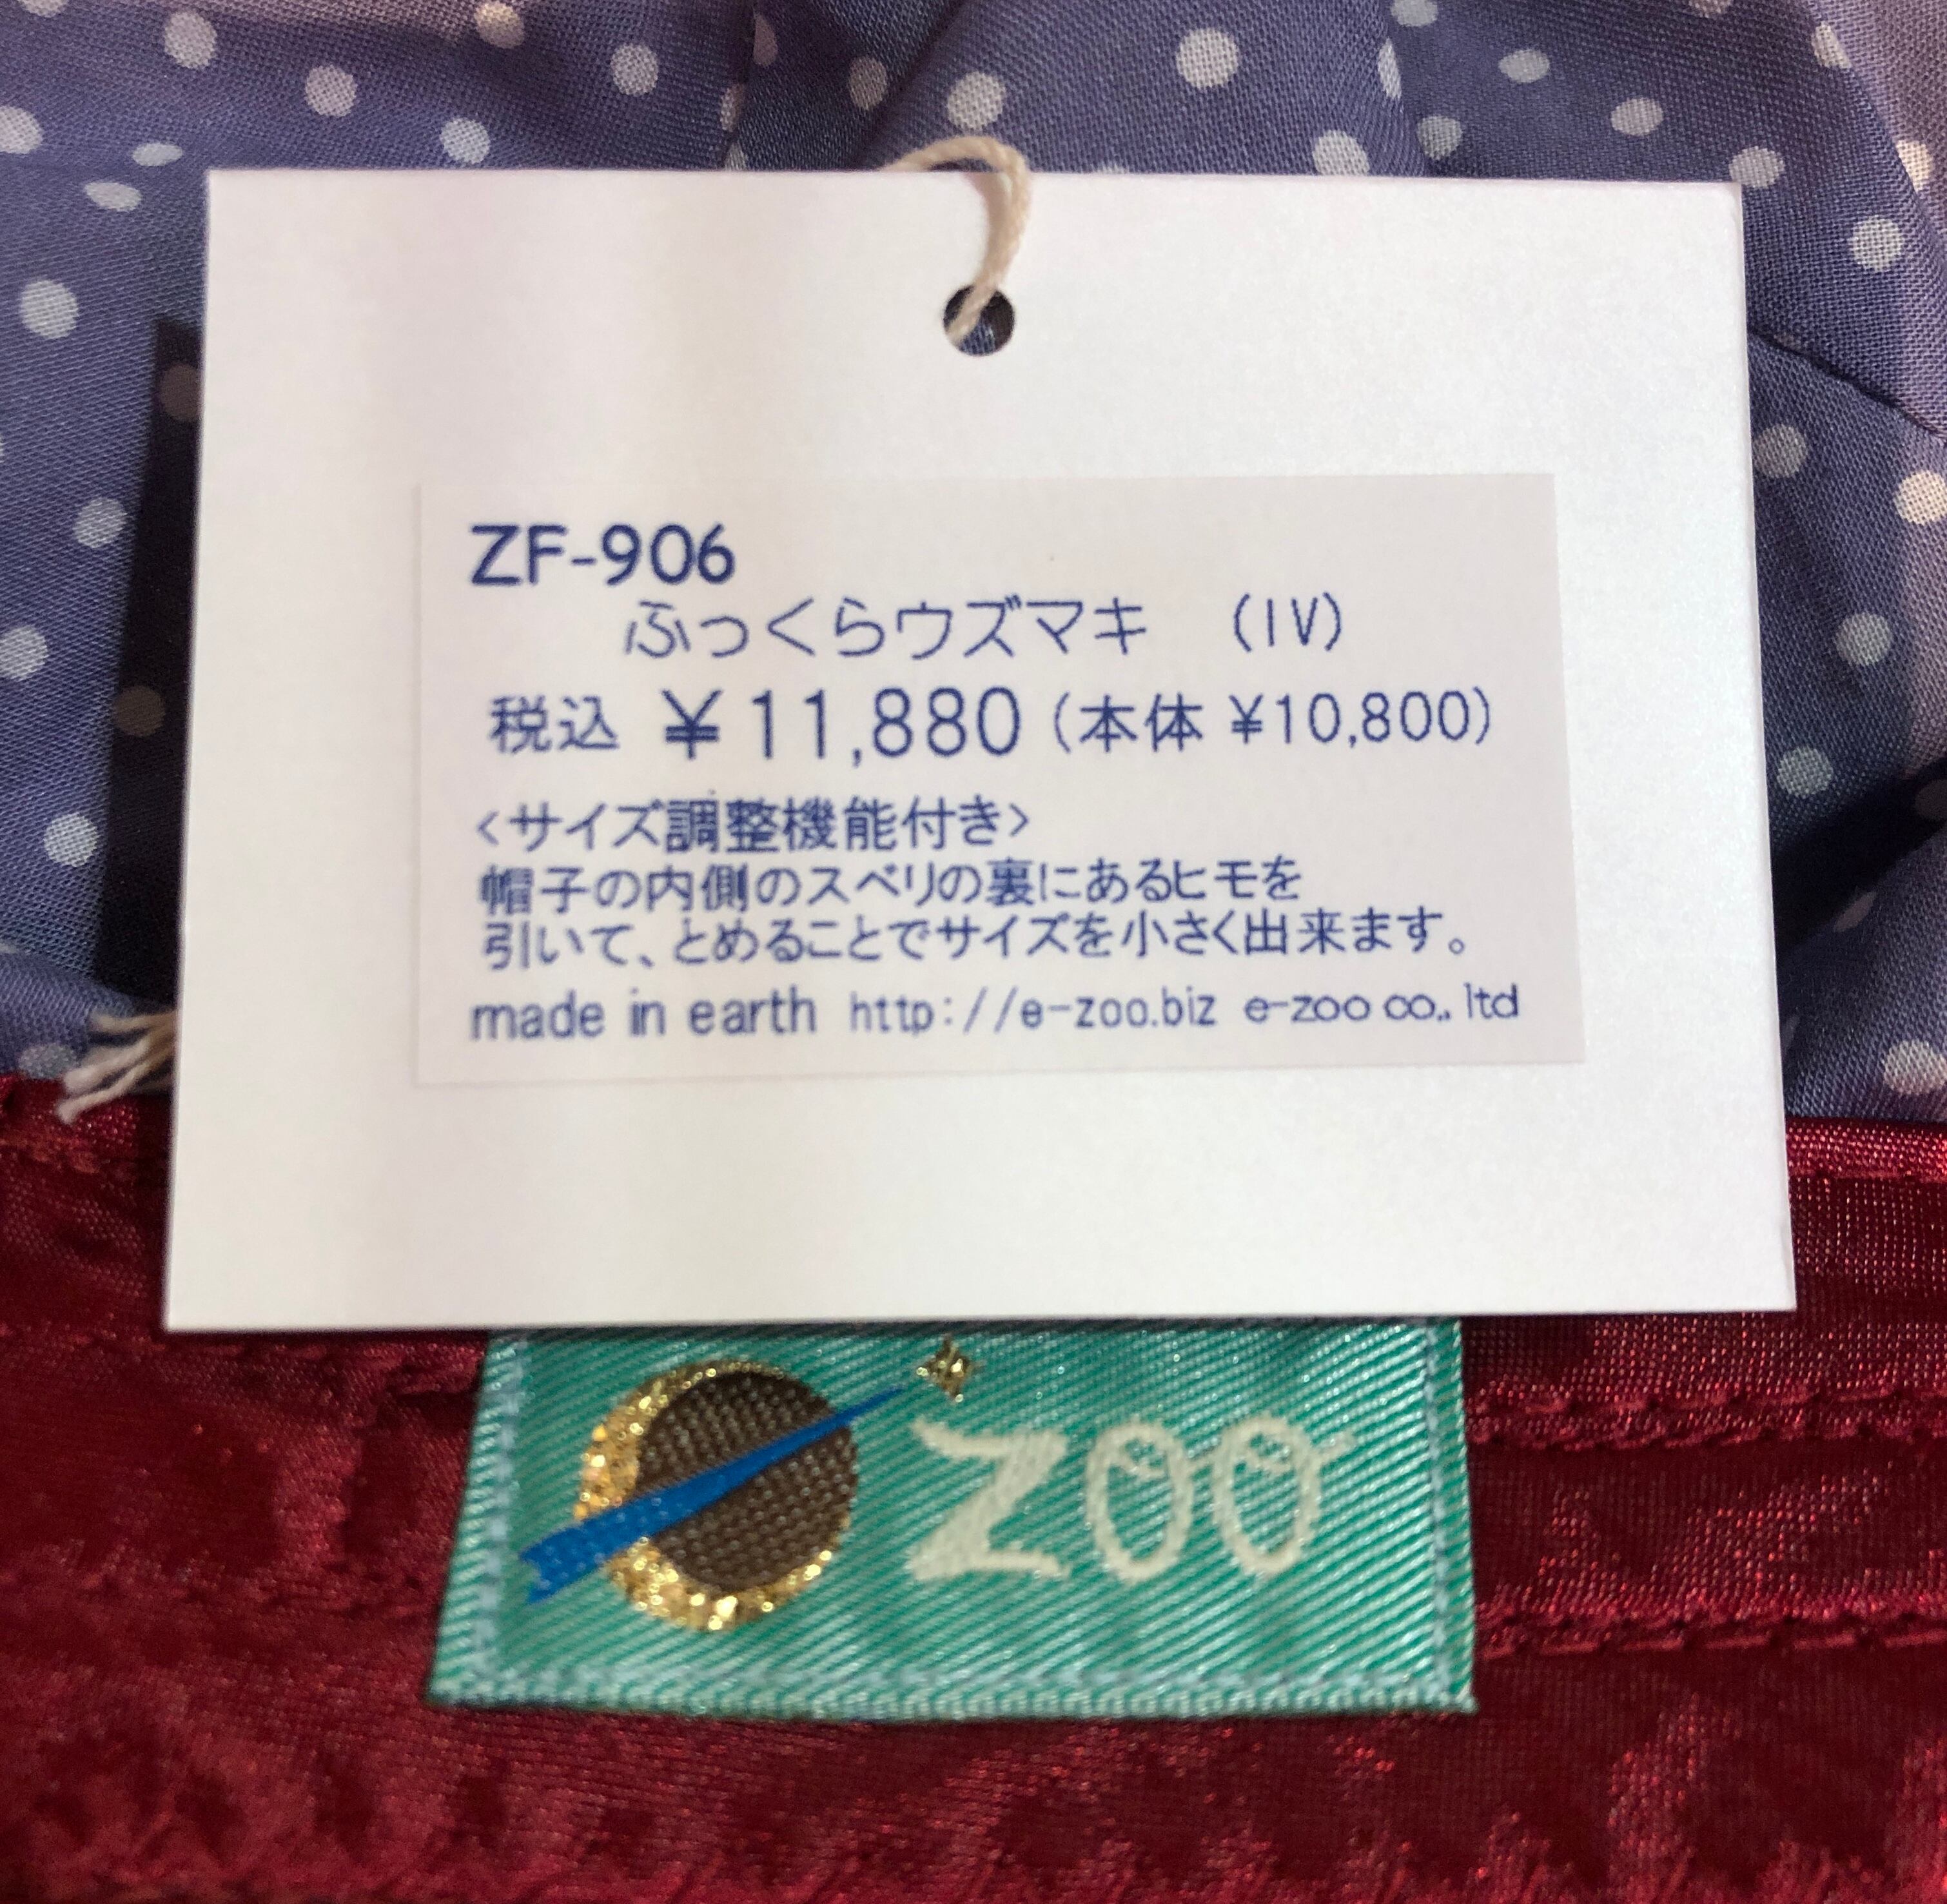 ZF-906
ふっくらウズマキ (IV)
税込 ¥11,880(本体 ¥10,800)
<サイズ調整機能付き>
帽子の内側のスベリの裏にあるヒモを
引いて、とめることでサイズを小さく出来ます。
made in earth http://e-zoo.biz e-zoo co,. ltd
ZOO